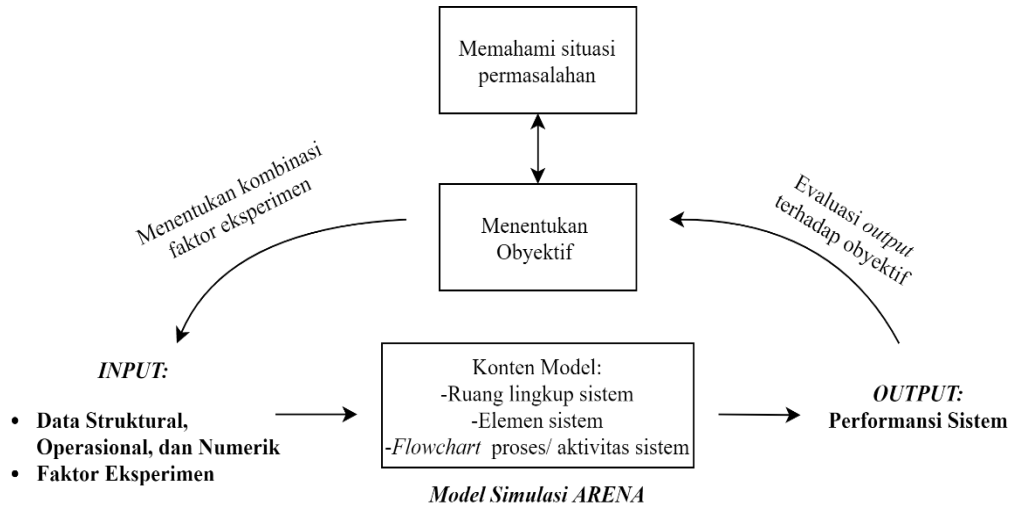 Memahami situasi
permasalahan
Menentukan kombinasi
faktor eksperimen
Menentukan
Obyektif
Evaluasi output
terhadap obyektif
INPUT:
• Data Struktural,
Operasional, dan Numerik
• Faktor Eksperimen
Konten Model:
-Ruang lingkup sistem
-Elemen sistem
-Flowchart proses/ aktivitas sistem
Model Simulasi ARENA
OUTPUT:
Performansi Sistem